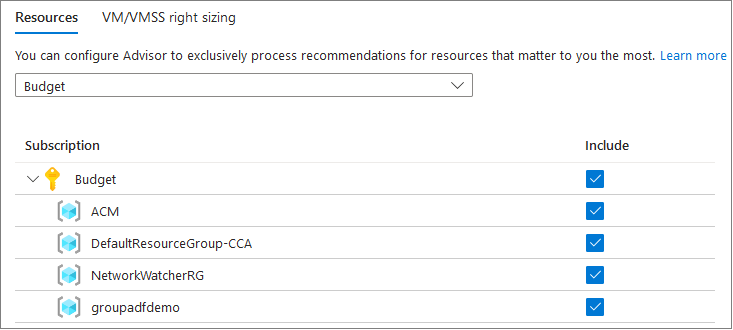 Resources VM/VMSS right sizing
You can configure Advisor to exclusively process recommendations for resources that matter to you the most. Learn more
Budget
Subscription Include
Budget
ACM
DefaultResourceGroup-CCA
NetworkWatcherRG
groupadfdemo